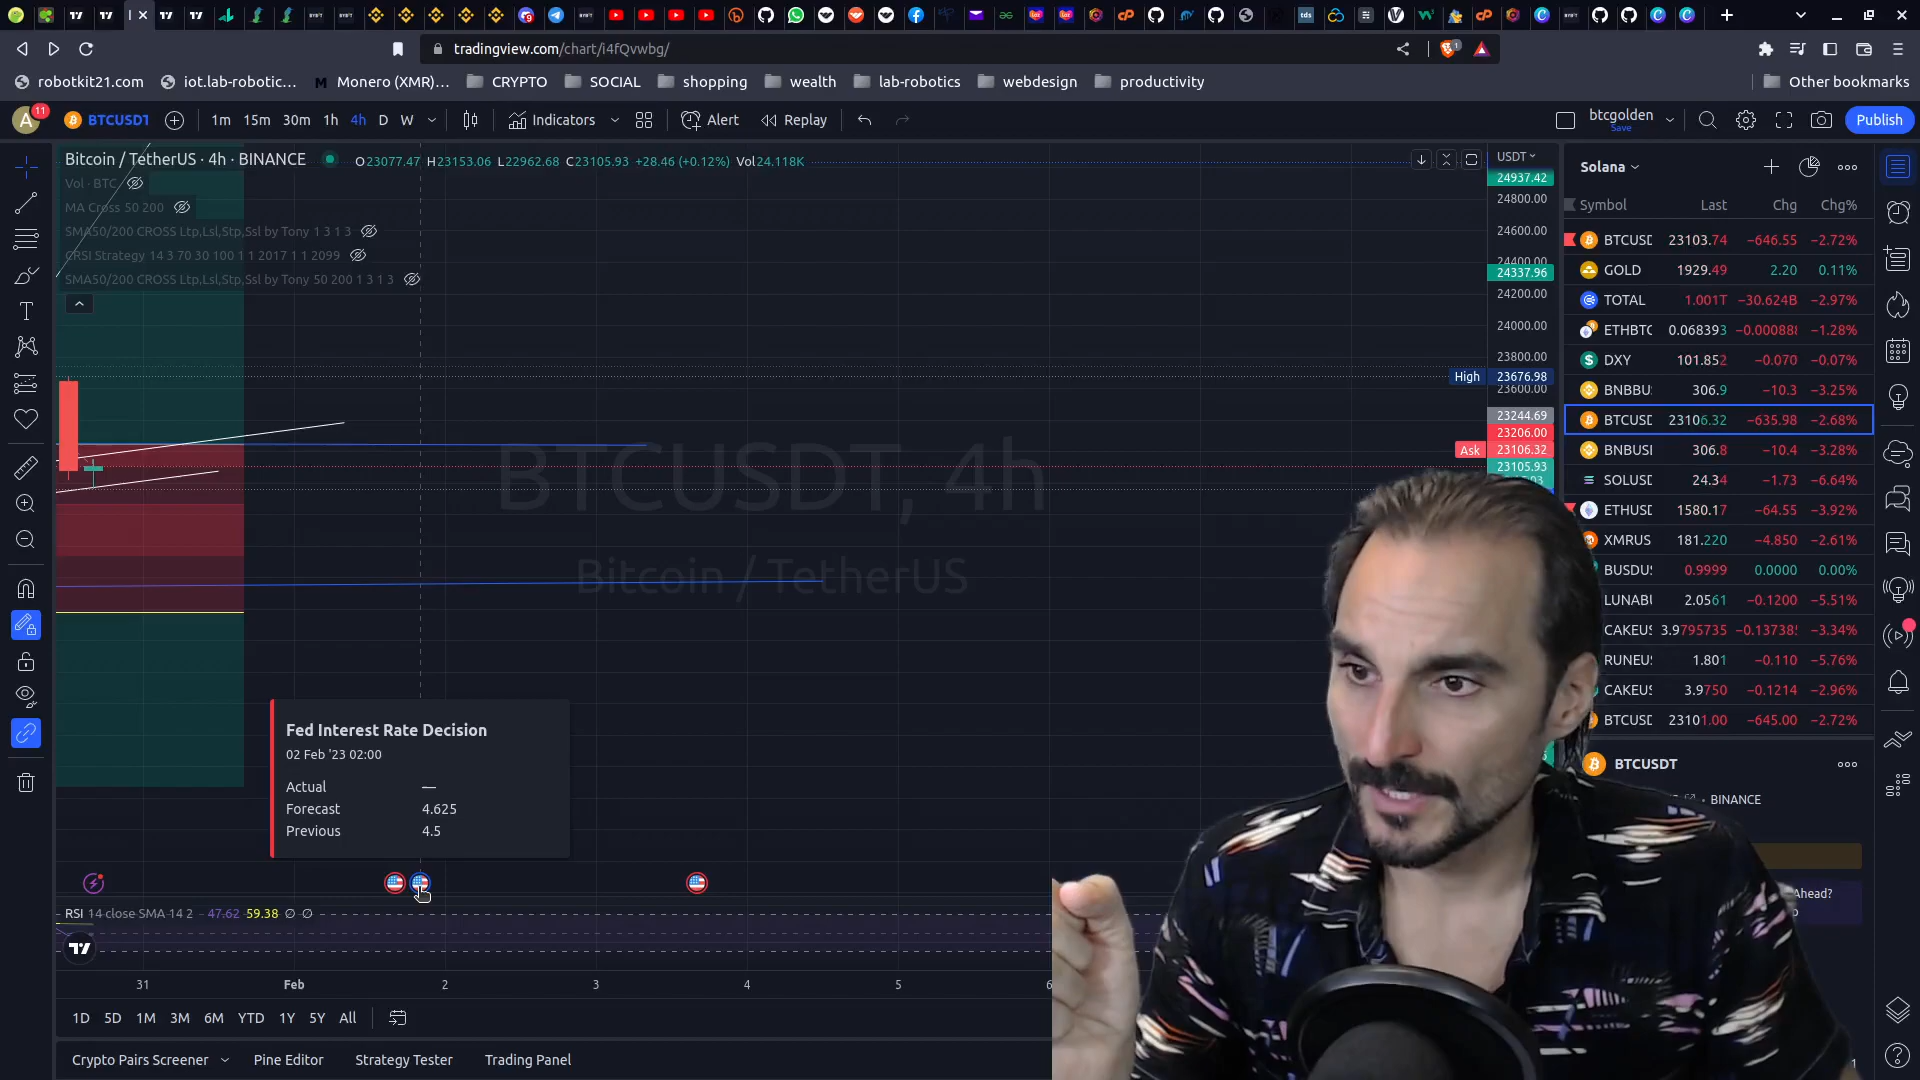 tradingview.com/chart/i4fQvwbg/
robotkit21.com
iot.lab-robotic...
Monero (XMR)...
CRYPTO
SOCIAL
shopping
wealth
lab-robotics
webdesign
productivity
Other bookmarks
A 11
BTCUSDT
1m 15m 30m 1h 4h D W
Indicators
Alert
Replay
btcgolden
Save
Publish
Bitcoin / TetherUS · 4h · BINANCE
O23077.47 H23153.06 L22962.68 C23105.93 +28.46 (+0.12%) Vol24.118K
Vol · BTC
MA Cross 50 200
SMA50/200 CROSS Ltp,Lsl,Stp,Ssl by Tony 1 3 1 3
CRSI Strategy 14 3 70 30 100 1 1 2017 1 1 2099
SMA50/200 CROSS Ltp,Lsl,Stp,Ssl by Tony 50 200 1 3 1 3
BTCUSDT, 4h
Bitcoin / TetherUS
USDT
24937.42
24800.00
24600.00
24400.00
24337.96
24200.00
24000.00
23800.00
High 23676.98
23600.00
23244.69
23206.00
Ask 23106.32
23105.93
Fed Interest Rate Decision
02 Feb '23 02:00
Actual —
Forecast 4.625
Previous 4.5
RSI 14 close SMA 14 2 47.62 59.38 ∅ ∅
31 Feb 2 3 4 5 6
1D 5D 1M 3M 6M YTD 1Y 5Y All
Crypto Pairs Screener
Pine Editor
Strategy Tester
Trading Panel
Solana
Symbol Last Chg Chg%
BTCUSD 23103.74 −646.55 −2.72%
GOLD 1929.49 2.20 0.11%
TOTAL 1.001T −30.624B −2.97%
ETHBTC 0.068393 −0.000888 −1.28%
DXY 101.852 −0.070 −0.07%
BNBBU 306.9 −10.3 −3.25%
BTCUSD 23106.32 −635.98 −2.68%
BNBUSI 306.8 −10.4 −3.28%
SOLUSD 24.34 −1.73 −6.64%
ETHUSD 1580.17 −64.55 −3.92%
XMRUS 181.220 −4.850 −2.61%
BUSDU 0.9999 0.0000 0.00%
LUNABU 2.0561 −0.1200 −5.51%
CAKEUS 3.9795735 −0.137385 −3.34%
RUNEUS 1.801 −0.110 −5.76%
CAKEUS 3.9750 −0.1214 −2.96%
BTCUSD 23101.00 −645.00 −2.72%
BTCUSDT
BINANCE
Ahead?